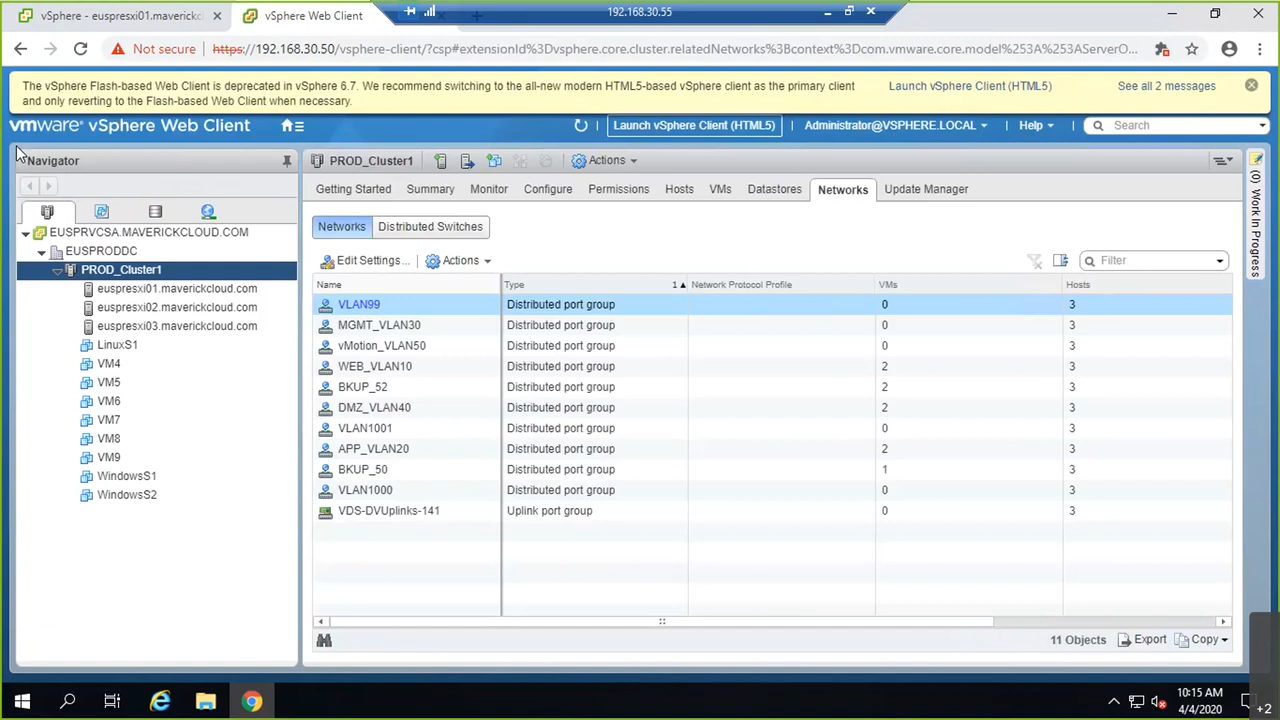 vSphere - euspresxi01.maverickc
vSphere Web Client
192.168.30.55
Not secure
https://192.168.30.50/vsphere-client/?csp#extensionId%3Dvsphere.core.cluster.relatedNetworks%3Bcontext%3Dcom.vmware.core.model%253A%253AServerO...
The vSphere Flash-based Web Client is deprecated in vSphere 6.7. We recommend switching to the all-new modern HTML5-based vSphere client as the primary client
and only reverting to the Flash-based Web Client when necessary.
Launch vSphere Client (HTML5)
See all 2 messages
vmware® vSphere Web Client
Launch vSphere Client (HTML5)
Administrator@VSPHERE.LOCAL
Help
Search
Navigator
PROD_Cluster1
Actions
Getting Started Summary Monitor Configure Permissions Hosts VMs Datastores Networks Update Manager
EUSPRVCSA.MAVERICKCLOUD.COM
EUSPRODDC
PROD_Cluster1
euspresxi01.maverickcloud.com
euspresxi02.maverickcloud.com
euspresxi03.maverickcloud.com
LinuxS1
VM4
VM5
VM6
VM7
VM8
VM9
WindowsS1
WindowsS2
Networks Distributed Switches
Edit Settings... Actions
Filter
Name Type 1 Network Protocol Profile VMs Hosts
VLAN99 Distributed port group 0 3
MGMT_VLAN30 Distributed port group 0 3
vMotion_VLAN50 Distributed port group 0 3
WEB_VLAN10 Distributed port group 2 3
BKUP_52 Distributed port group 2 3
DMZ_VLAN40 Distributed port group 2 3
VLAN1001 Distributed port group 0 3
APP_VLAN20 Distributed port group 2 3
BKUP_50 Distributed port group 1 3
VLAN1000 Distributed port group 0 3
VDS-DVUplinks-141 Uplink port group 0 3
11 Objects Export Copy
(0) Work In Progress
10:15 AM
4/4/2020
+2